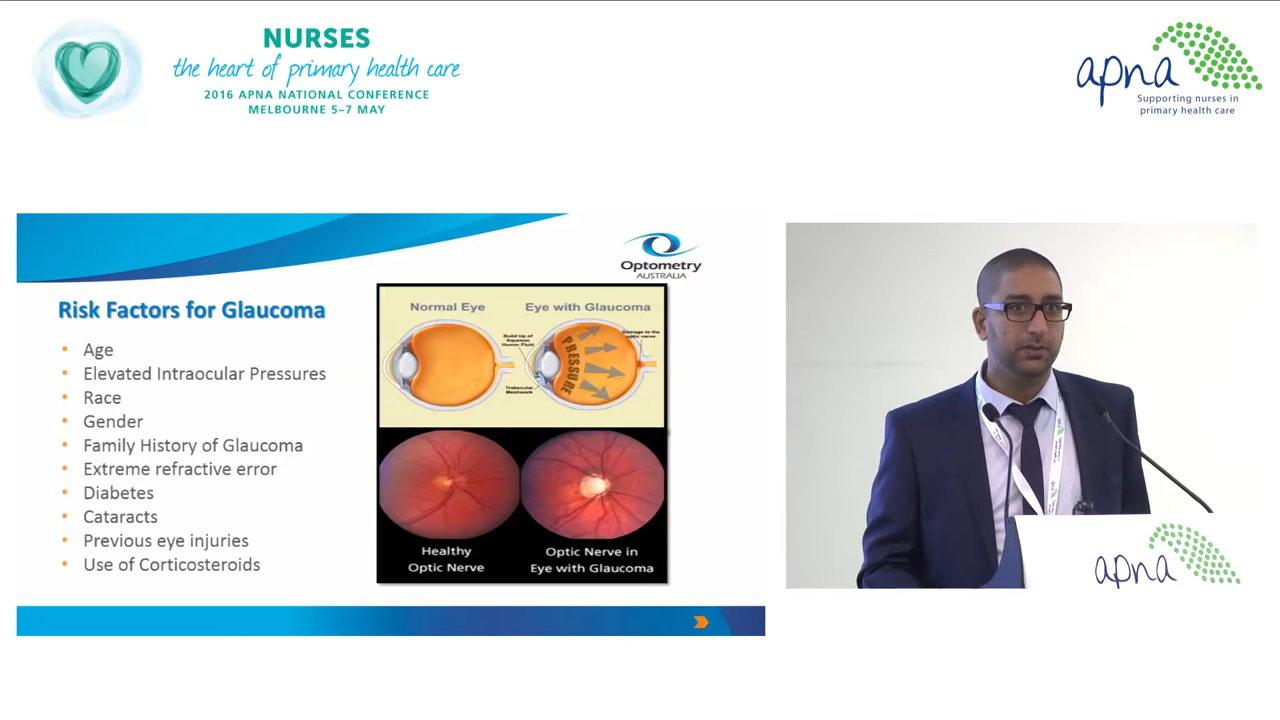 NURSES
the heart of primary health care
2016 APNA NATIONAL CONFERENCE
MELBOURNE 5–7 MAY
apna
Supporting nurses in
primary health care
Optometry
AUSTRALIA
Risk Factors for Glaucoma
• Age
• Elevated Intraocular Pressures
• Race
• Gender
• Family History of Glaucoma
• Extreme refractive error
• Diabetes
• Cataracts
• Previous eye injuries
• Use of Corticosteroids
Normal Eye
Eye with Glaucoma
Build Up of
Aqueous
Humor Fluid
Damage to the
optic nerve
PRESSURE
Trabecular
Meshwork
Healthy
Optic Nerve
Optic Nerve in
Eye with Glaucoma
apna